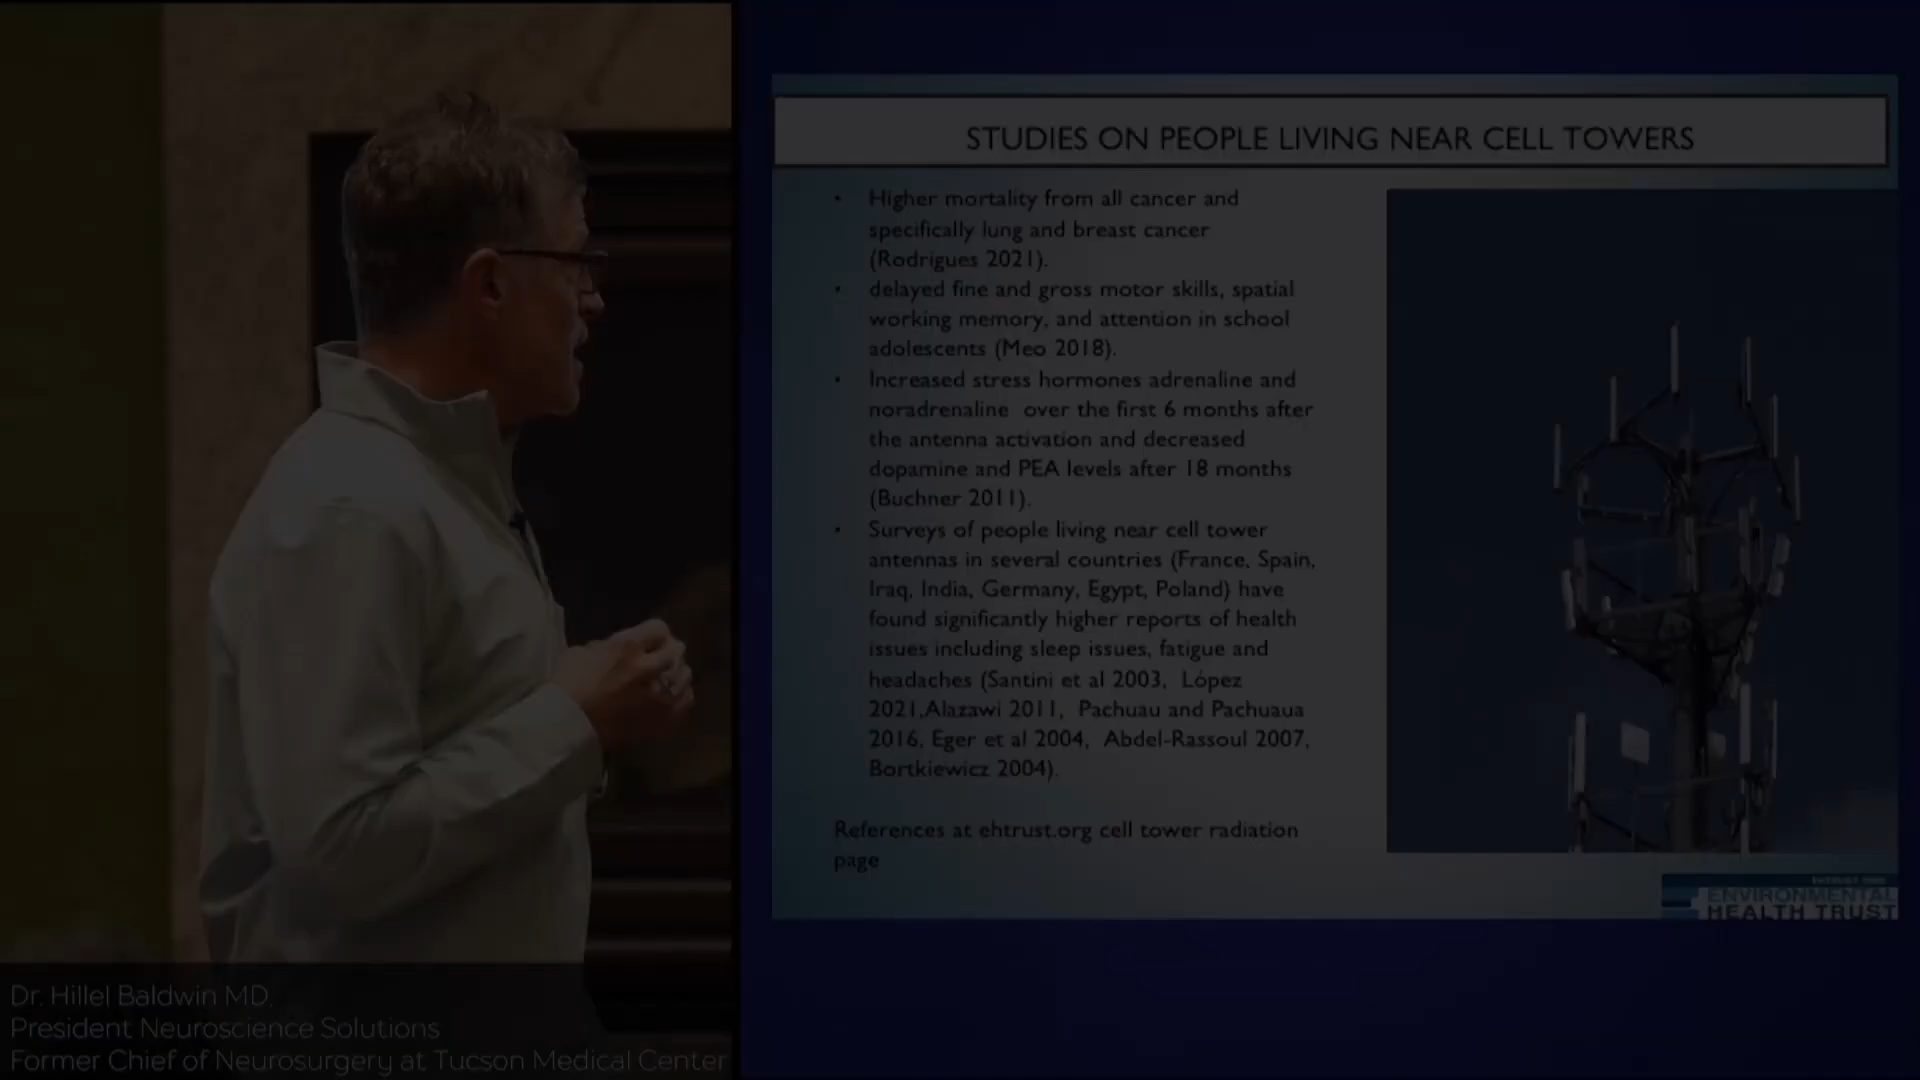 STUDIES ON PEOPLE LIVING NEAR CELL TOWERS
• Higher mortality from all cancer and
specifically lung and breast cancer
(Rodrigues 2021).
• delayed fine and gross motor skills, spatial
working memory, and attention in school
adolescents (Meo 2018).
• Increased stress hormones adrenaline and
noradrenaline over the first 6 months after
the antenna activation and decreased
dopamine and PEA levels after 18 months
(Buchner 2011).
• Surveys of people living near cell tower
antennas in several countries (France, Spain,
Iraq, India, Germany, Egypt, Poland) have
found significantly higher reports of health
issues including sleep issues, fatigue and
headaches (Santini et al 2003, López
2021,Alazawi 2011, Pachuau and Pachuaua
2016, Eger et al 2004, Abdel-Rassoul 2007,
Bortkiewicz 2004).
References at ehtrust.org cell tower radiation
page
ENVIRONMENTAL
HEALTH TRUST
Dr. Hillel Baldwin MD,
President Neuroscience Solutions
Former Chief of Neurosurgery at Tucson Medical Center